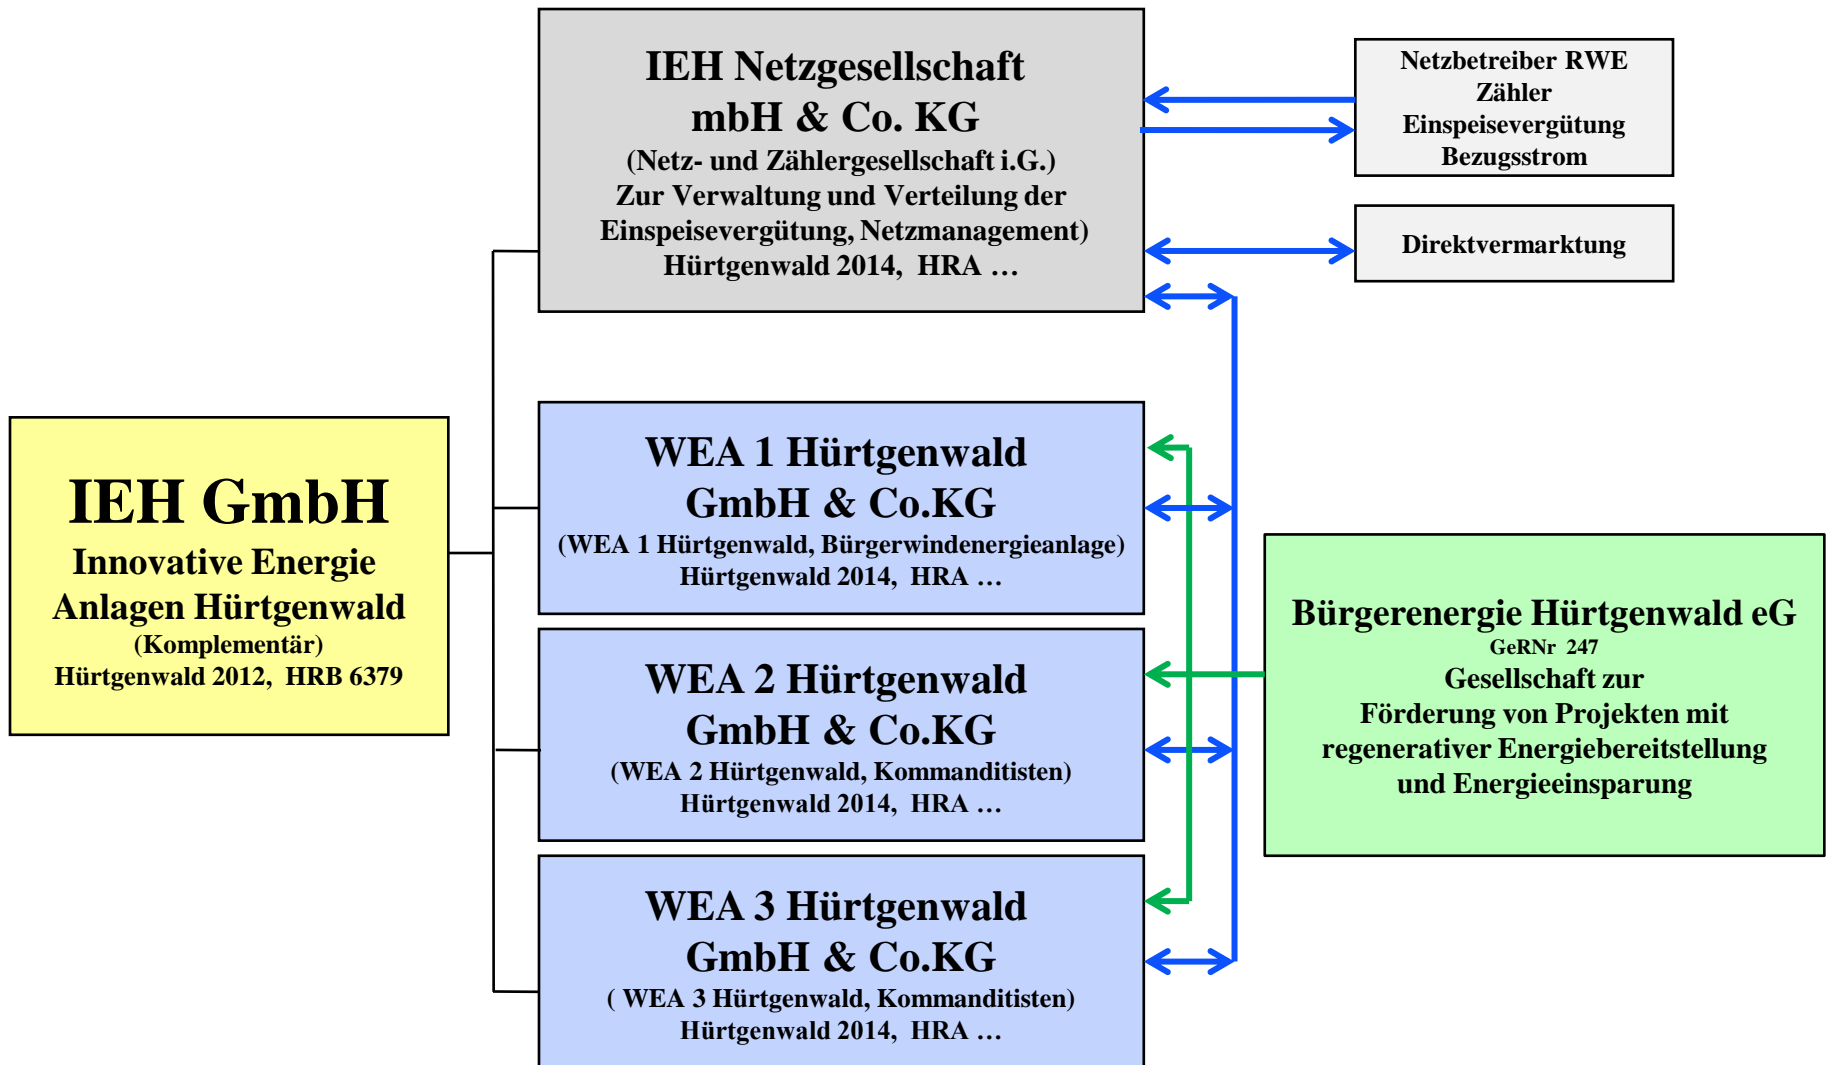 IEH Netzgesellschaft
mbH & Co. KG
(Netz- und Zählergesellschaft i.G.)
Zur Verwaltung und Verteilung der
Einspeisevergütung, Netzmanagement)
Hürtgenwald 2014, HRA …
Netzbetreiber RWE
Zähler
Einspeisevergütung
Bezugsstrom
Direktvermarktung
IEH GmbH
Innovative Energie
Anlagen Hürtgenwald
(Komplementär)
Hürtgenwald 2012, HRB 6379
WEA 1 Hürtgenwald
GmbH & Co.KG
(WEA 1 Hürtgenwald, Bürgerwindenergieanlage)
Hürtgenwald 2014, HRA …
WEA 2 Hürtgenwald
GmbH & Co.KG
(WEA 2 Hürtgenwald, Kommanditisten)
Hürtgenwald 2014, HRA …
WEA 3 Hürtgenwald
GmbH & Co.KG
( WEA 3 Hürtgenwald, Kommanditisten)
Hürtgenwald 2014, HRA …
Bürgerenergie Hürtgenwald eG
GeRNr 247
Gesellschaft zur
Förderung von Projekten mit
regenerativer Energiebereitstellung
und Energieeinsparung